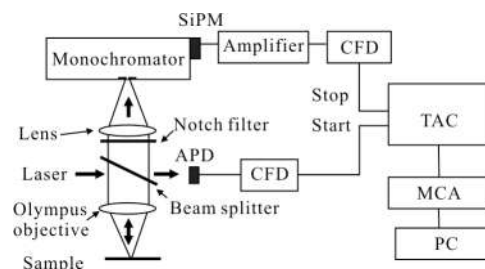 SiPM
Monochromator
Amplifier
CFD
Stop
Start
TAC
Lens
Notch filter
APD
Laser
CFD
Beam splitter
Olympus
objective
MCA
PC
Sample